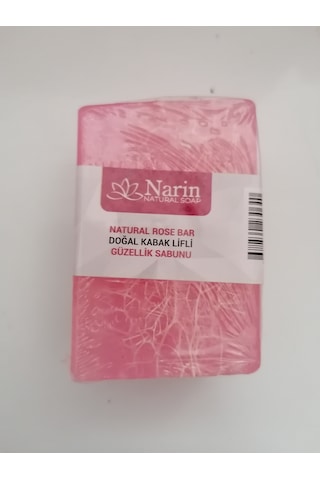 Narin
NATURAL SOAP
NATURAL ROSE BAR
DOĞAL KABAK LİFLİ
GÜZELLİK SABUNU